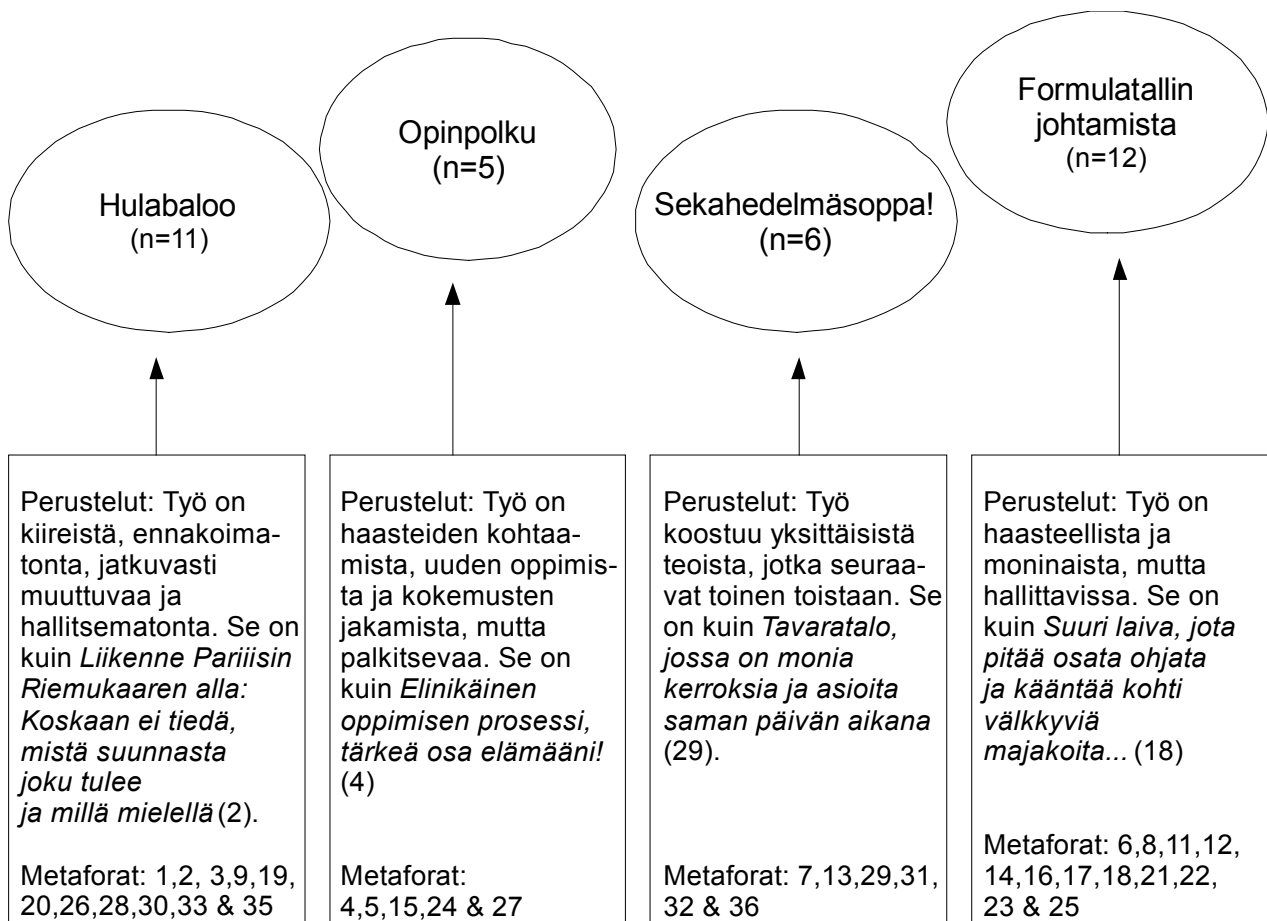 Hulabaloo
(n=11)
Opinpolku
(n=5)
Sekahedelmäsoppa!
(n=6)
Formulatallin
johtamista
(n=12)
Perustelut: Työ on
kiireistä, ennakoima-
tonta, jatkuvasti
muuttuvaa ja
hallitsematonta. Se on
kuin Liikenne Pariiisin
Riemukaaren alla:
Koskaan ei tiedä,
mistä suunnasta
joku tulee
ja millä mielellä (2).
Metaforat: 1,2, 3,9,19,
20,26,28,30,33 & 35
Perustelut: Työ on
haasteiden kohtaa-
mista, uuden oppimis-
ta ja kokemusten
jakamista, mutta
palkitsevaa. Se on
kuin Elinikäinen
oppimisen prosessi,
tärkeä osa elämääni!
(4)
Metaforat:
4,5,15,24 & 27
Perustelut: Työ
koostuu yksittäisistä
teoista, jotka seuraa-
vat toinen toistaan. Se
on kuin Tavaratalo,
jossa on monia
kerroksia ja asioita
saman päivän aikana
(29).
Metaforat: 7,13,29,31,
32 & 36
Perustelut: Työ on
haasteellista ja
moninaista, mutta
hallittavissa. Se on
kuin Suuri laiva, jota
pitää osata ohjata
ja kääntää kohti
välkkyviä
majakoita... (18)
Metaforat: 6,8,11,12,
14,16,17,18,21,22,
23 & 25